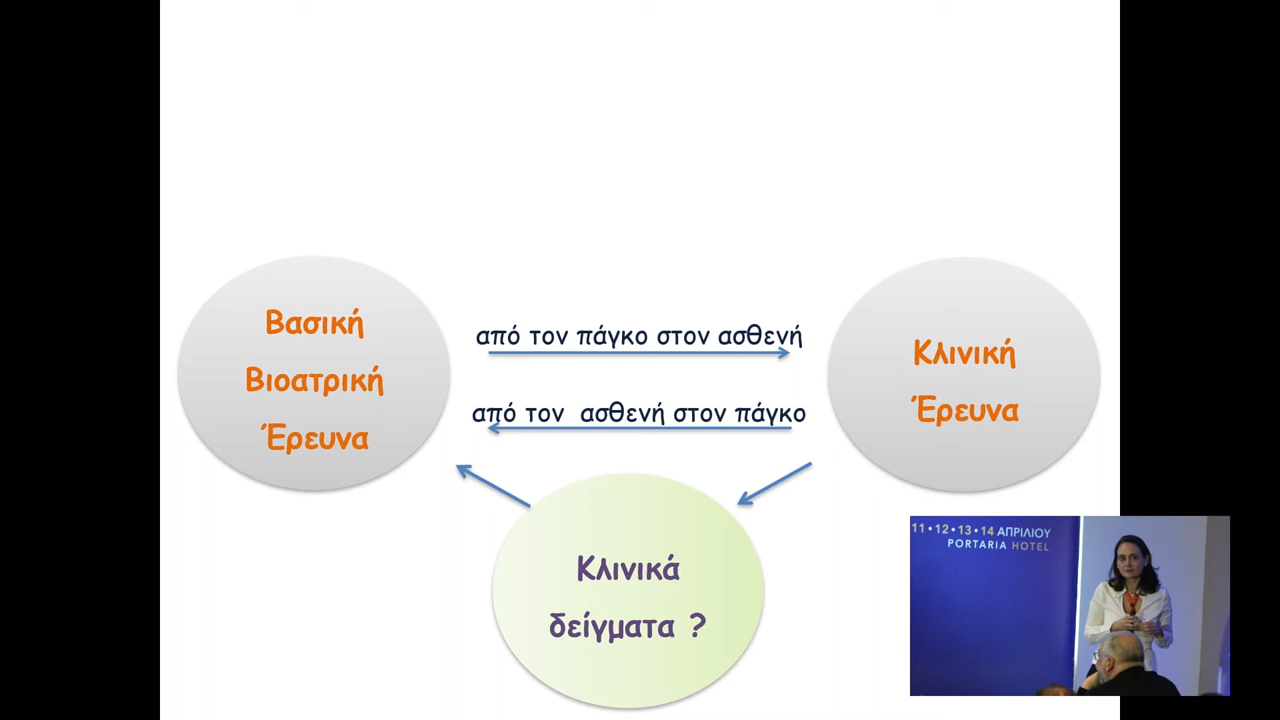 Βασική
Βιοατρική
Έρευνα
από τον πάγκο στον ασθενή
από τον ασθενή στον πάγκο
Κλινική
Έρευνα
Κλινικά
δείγματα ?
11•12•13•14 ΑΠΡΙΛΙΟΥ
PORTARIA HOTEL